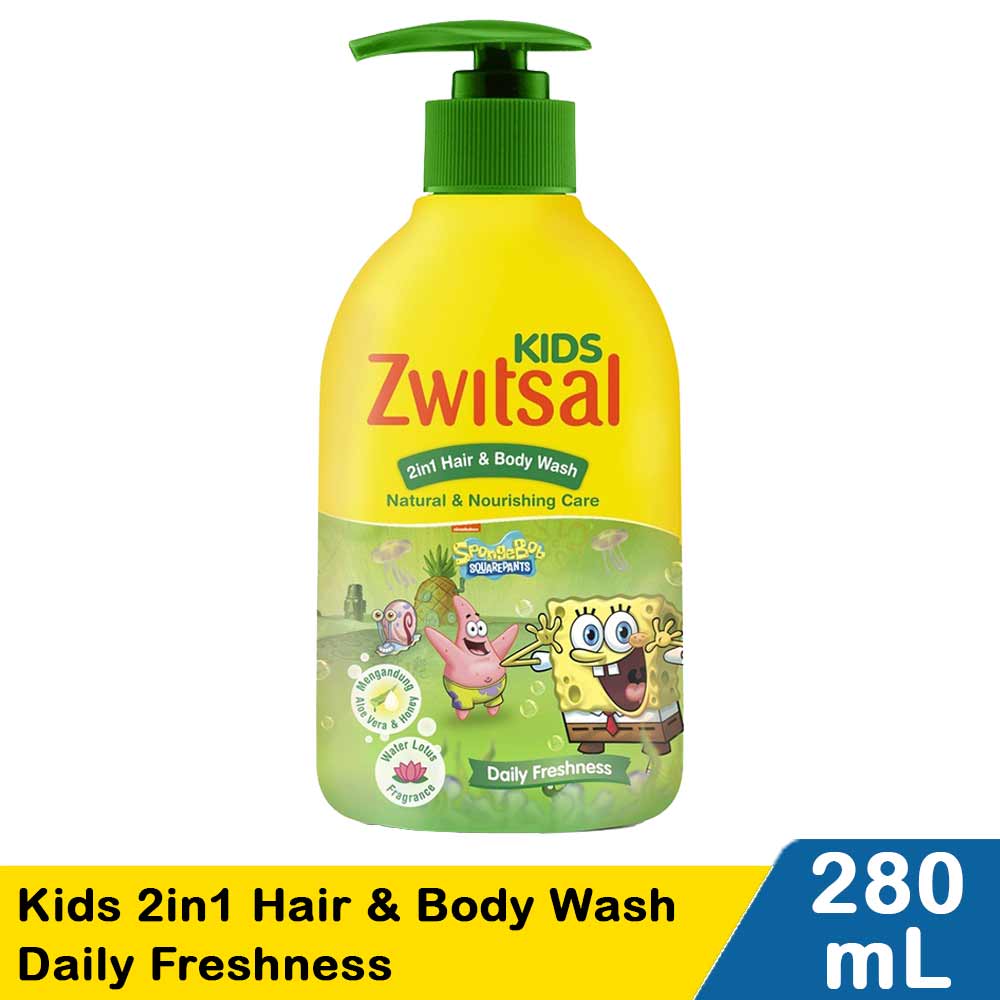 KIDS
Zwitsal
2in1 Hair & Body Wash
Natural & Nourishing Care
nickelodeon
SpongeBob
SQUAREPANTS
Mengandung
Aloe Vera & Honey
Water Lotus
Fragrance
Daily Freshness
Kids 2in1 Hair & Body Wash
Daily Freshness
280
mL